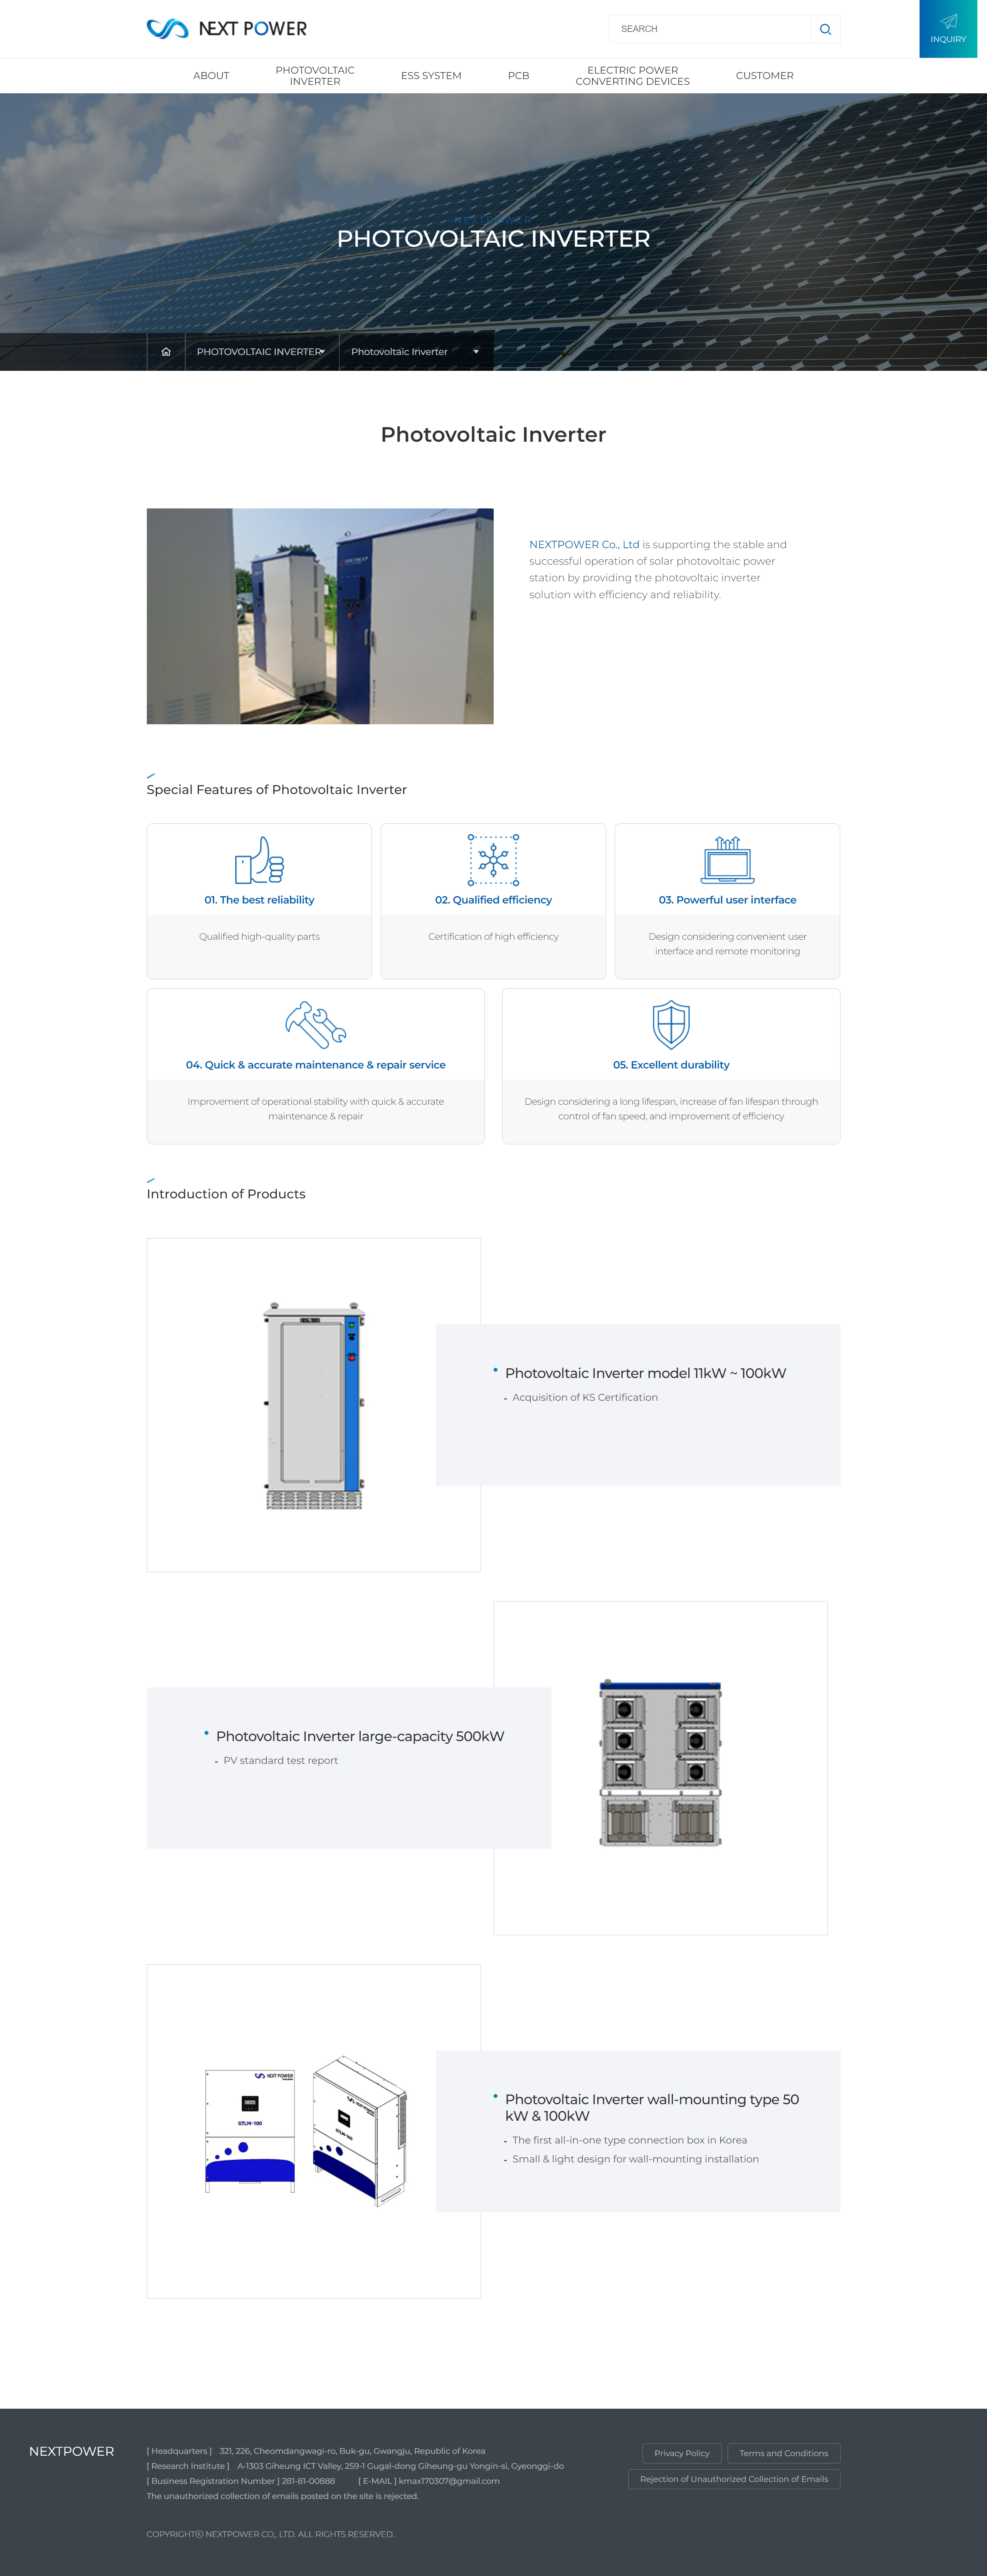 NEXT POWER
SEARCH
INQUIRY
ABOUT
PHOTOVOLTAIC
INVERTER
ESS SYSTEM
PCB
ELECTRIC POWER
CONVERTING DEVICES
CUSTOMER
NEXTPOWER
PHOTOVOLTAIC INVERTER
PHOTOVOLTAIC INVERTER
Photovoltaic Inverter
Photovoltaic Inverter
NEXTPOWER Co., Ltd is supporting the stable and
successful operation of solar photovoltaic power
station by providing the photovoltaic inverter
solution with efficiency and reliability.
Special Features of Photovoltaic Inverter
01. The best reliability
Qualified high-quality parts
02. Qualified efficiency
Certification of high efficiency
03. Powerful user interface
Design considering convenient user
interface and remote monitoring
04. Quick & accurate maintenance & repair service
Improvement of operational stability with quick & accurate
maintenance & repair
05. Excellent durability
Design considering a long lifespan, increase of fan lifespan through
control of fan speed, and improvement of efficiency
Introduction of Products
Photovoltaic Inverter model 11kW ~ 100kW
- Acquisition of KS Certification
Photovoltaic Inverter large-capacity 500kW
- PV standard test report
NEXT POWER
GTLM-100
NEXT POWER
GTLM-100
Photovoltaic Inverter wall-mounting type 50
kW & 100kW
- The first all-in-one type connection box in Korea
- Small & light design for wall-mounting installation
NEXTPOWER
[ Headquarters ] 321, 226, Cheomdangwagi-ro, Buk-gu, Gwangju, Republic of Korea
[ Research Institute ] A-1303 Giheung ICT Valley, 259-1 Gugal-dong Giheung-gu Yongin-si, Gyeonggi-do
[ Business Registration Number ] 281-81-00888 [ E-MAIL ] kmax170307@gmail.com
The unauthorized collection of emails posted on the site is rejected.
COPYRIGHTⓒ NEXTPOWER CO,. LTD. ALL RIGHTS RESERVED.
Privacy Policy
Terms and Conditions
Rejection of Unauthorized Collection of Emails